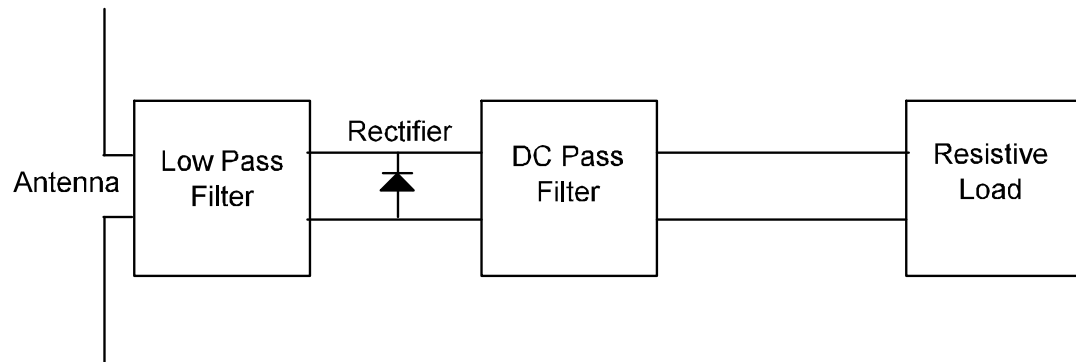 Antenna
Low Pass
Filter
Rectifier
DC Pass
Filter
Resistive
Load